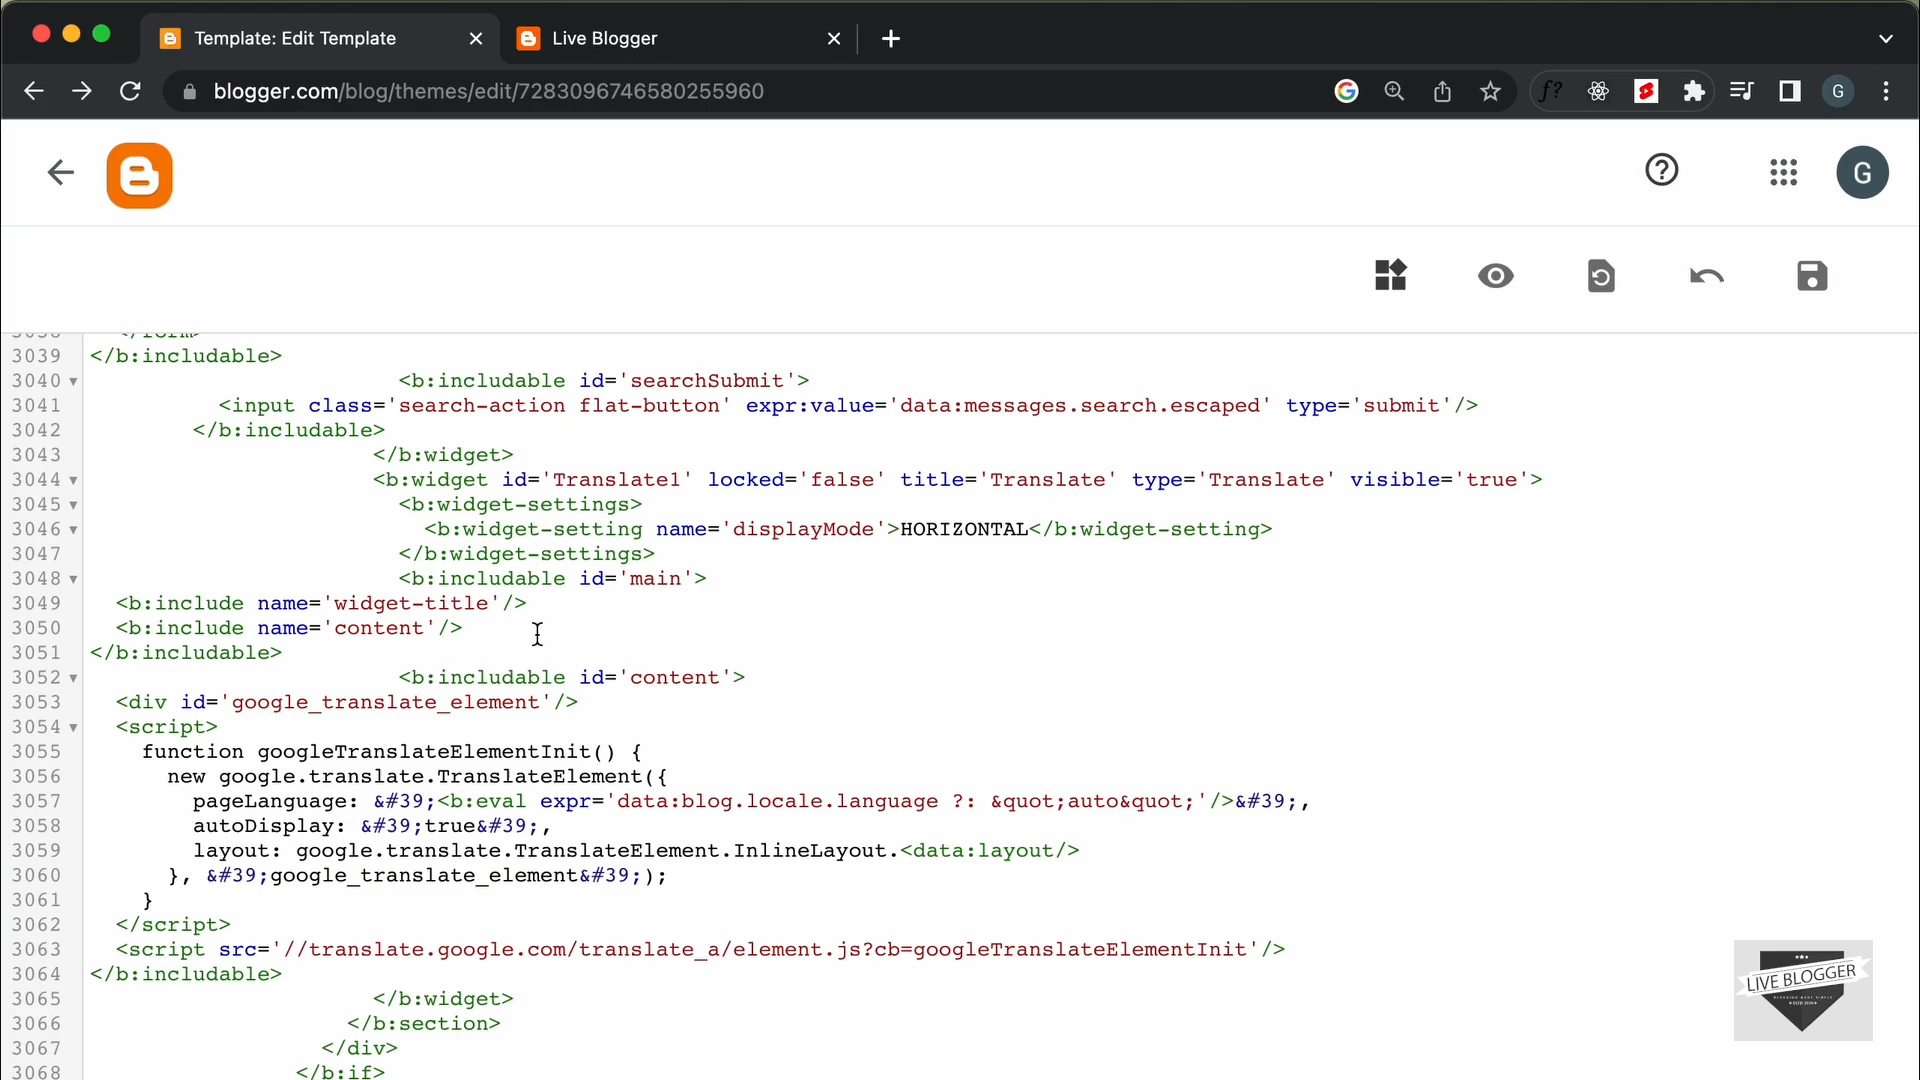 Template: Edit Template
Live Blogger
blogger.com/blog/themes/edit/7283096746580255960
f?
G
G
3038 </form>
3039 </b:includable>
3040 <b:includable id='searchSubmit'>
3041 <input class='search-action flat-button' expr:value='data:messages.search.escaped' type='submit'/>
3042 </b:includable>
3043 </b:widget>
3044 <b:widget id='Translate1' locked='false' title='Translate' type='Translate' visible='true'>
3045 <b:widget-settings>
3046 <b:widget-setting name='displayMode'>HORIZONTAL</b:widget-setting>
3047 </b:widget-settings>
3048 <b:includable id='main'>
3049 <b:include name='widget-title'/>
3050 <b:include name='content'/>
3051 </b:includable>
3052 <b:includable id='content'>
3053 <div id='google_translate_element'/>
3054 <script>
3055 function googleTranslateElementInit() {
3056 new google.translate.TranslateElement({
3057 pageLanguage: &#39;<b:eval expr='data:blog.locale.language ?: &quot;auto&quot;'/>&#39;,
3058 autoDisplay: &#39;true&#39;,
3059 layout: google.translate.TranslateElement.InlineLayout.<data:layout/>
3060 }, &#39;google_translate_element&#39;);
3061 }
3062 </script>
3063 <script src='//translate.google.com/translate_a/element.js?cb=googleTranslateElementInit'/>
3064 </b:includable>
3065 </b:widget>
3066 </b:section>
3067 </div>
3068 </b:if>
LIVE BLOGGER